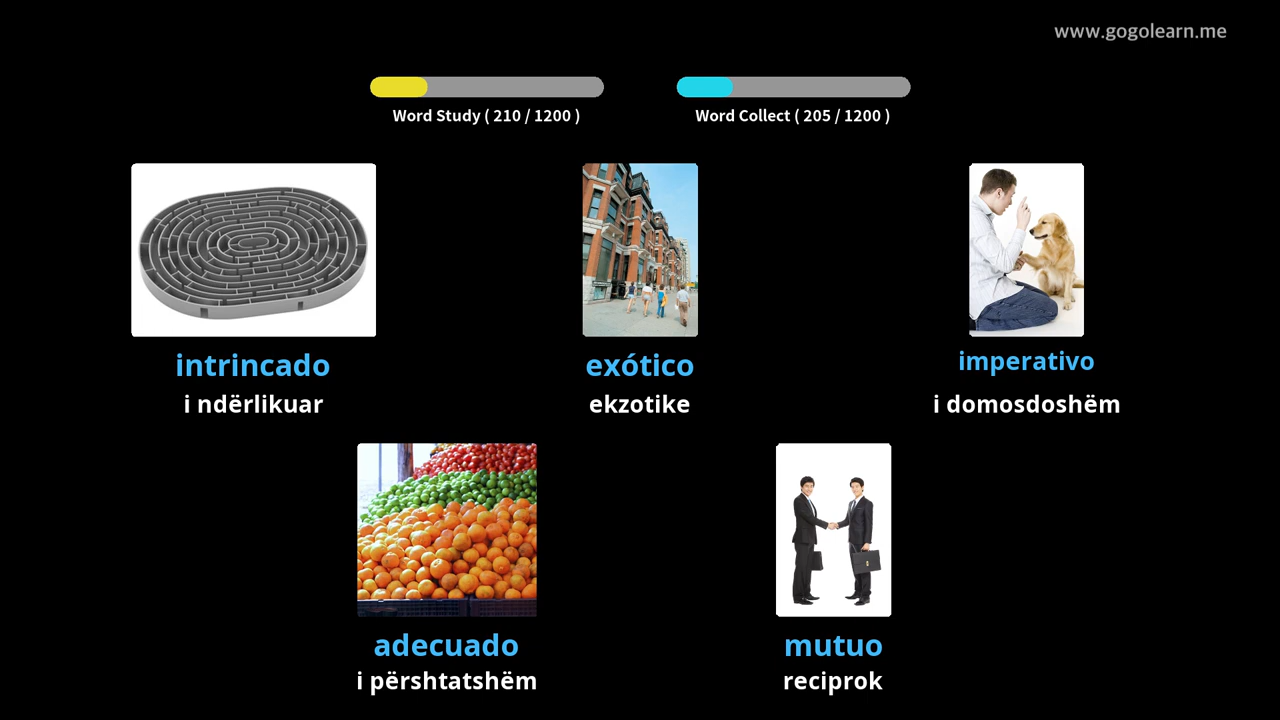 www.gogolearn.me
Word Study ( 210 / 1200 )
Word Collect ( 205 / 1200 )
intrincado
i ndërlikuar
exótico
ekzotike
imperativo
i domosdoshëm
adecuado
i përshtatshëm
mutuo
reciprok